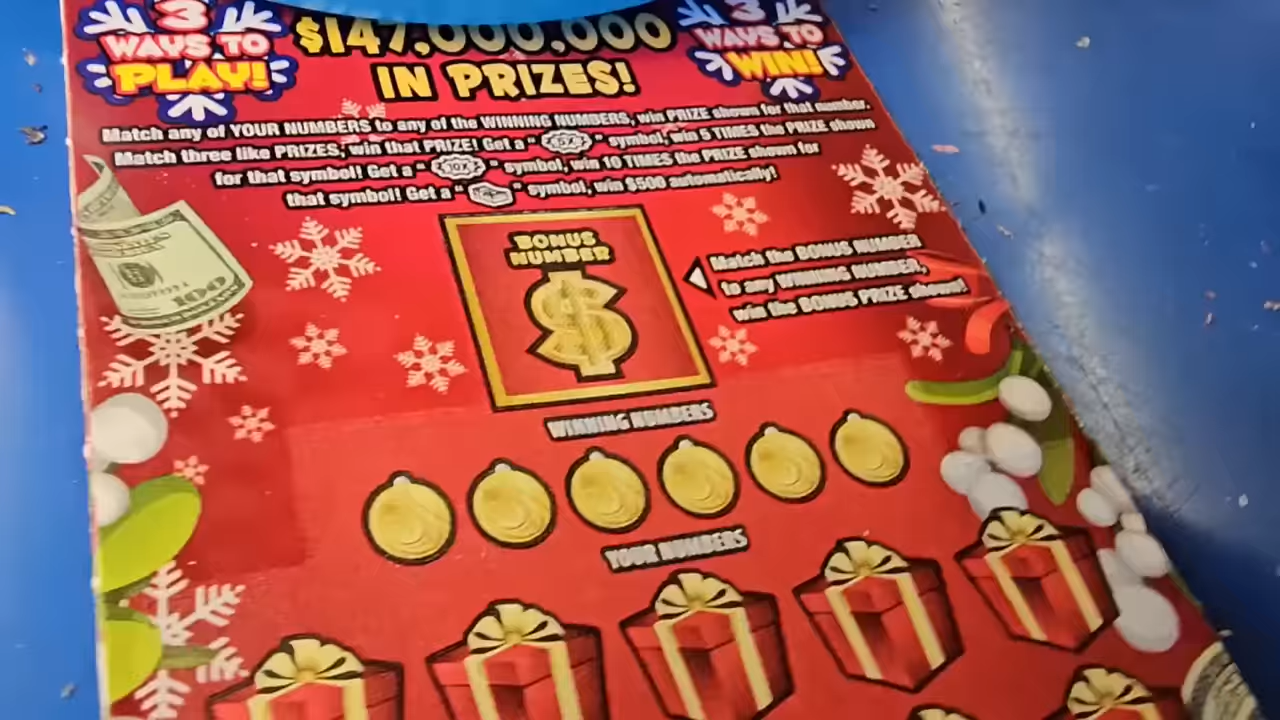 3
WAYS TO
PLAY!
$147,000,000
IN PRIZES!
3
WAYS TO
WIN!
Match any of YOUR NUMBERS to any of the WINNING NUMBERS, win PRIZE shown for that number.
Match three like PRIZES, win that PRIZE! Get a "5X" symbol, win 5 TIMES the PRIZE shown
for that symbol! Get a "10X" symbol, win 10 TIMES the PRIZE shown for
that symbol! Get a " " symbol, win $500 automatically!
BONUS
NUMBER
$
Match the BONUS NUMBER
to any WINNING NUMBER,
win the BONUS PRIZE shown!
100
WINNING NUMBERS
YOUR NUMBERS